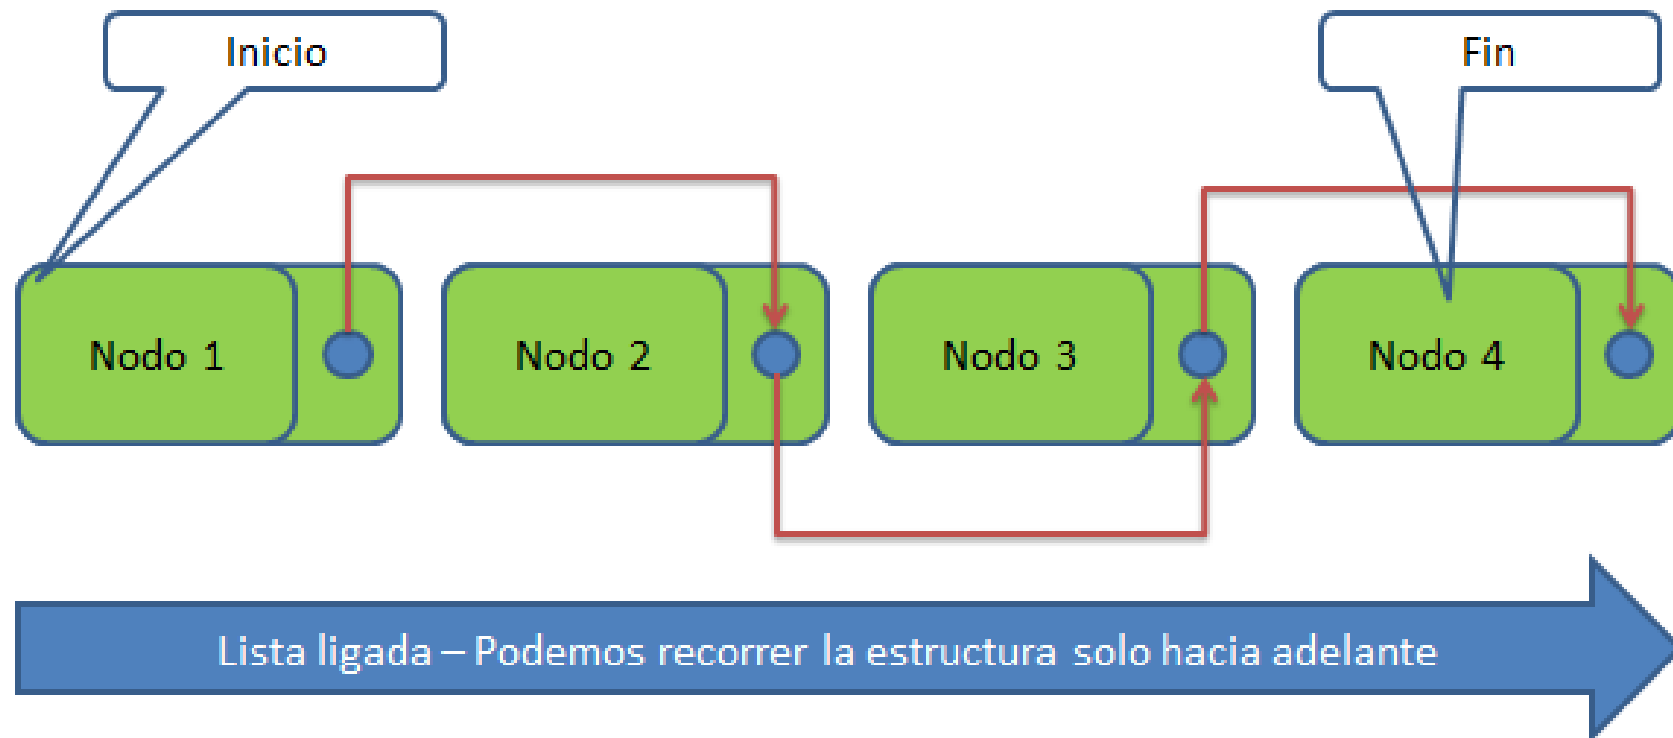 Inicio
Fin
Nodo 1
Nodo 2
Nodo 3
Nodo 4
Lista ligada – Podemos recorrer la estructura solo hacia adelante